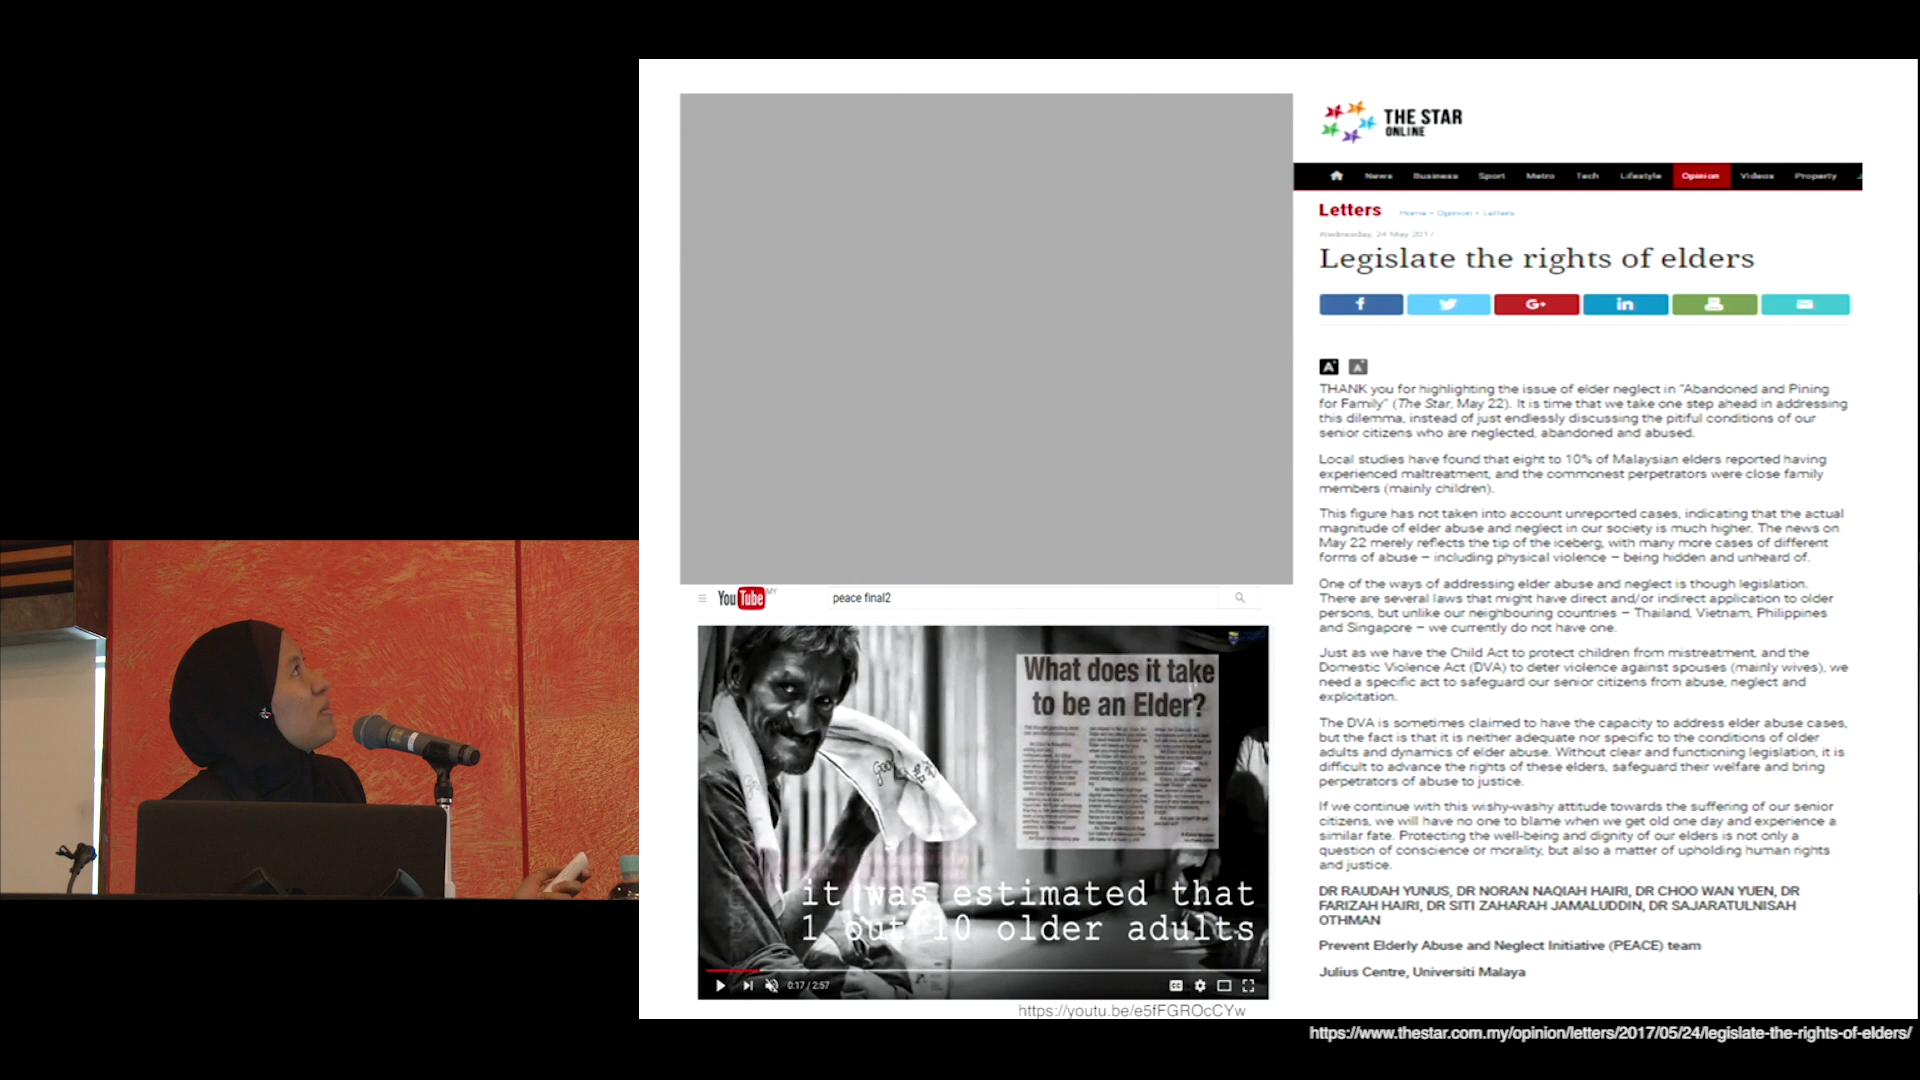 THE STAR
ONLINE
News Business Sport Metro Tech Lifestyle Opinion Videos Property
Letters Home > Opinion > Letters
Wednesday, 24 May 2017
Legislate the rights of elders
f G+ in
A+ A-
THANK you for highlighting the issue of elder neglect in "Abandoned and Pining
for Family" (The Star, May 22). It is time that we take one step ahead in addressing
this dilemma, instead of just endlessly discussing the pitiful conditions of our
senior citizens who are neglected, abandoned and abused.
Local studies have found that eight to 10% of Malaysian elders reported having
experienced maltreatment, and the commonest perpetrators were close family
members (mainly children).
This figure has not taken into account unreported cases, indicating that the actual
magnitude of elder abuse and neglect in our society is much higher. The news on
May 22 merely reflects the tip of the iceberg, with many more cases of different
forms of abuse – including physical violence – being hidden and unheard of.
One of the ways of addressing elder abuse and neglect is though legislation.
There are several laws that might have direct and/or indirect application to older
persons, but unlike our neighbouring countries – Thailand, Vietnam, Philippines
and Singapore – we currently do not have one.
Just as we have the Child Act to protect children from mistreatment, and the
Domestic Violence Act (DVA) to deter violence against spouses (mainly wives), we
need a specific act to safeguard our senior citizens from abuse, neglect and
exploitation.
The DVA is sometimes claimed to have the capacity to address elder abuse cases,
but the fact is that it is neither adequate nor specific to the conditions of older
adults and dynamics of elder abuse. Without clear and functioning legislation, it is
difficult to advance the rights of these elders, safeguard their welfare and bring
perpetrators of abuse to justice.
If we continue with this wishy-washy attitude towards the suffering of our senior
citizens, we will have no one to blame when we get old one day and experience a
similar fate. Protecting the well-being and dignity of our elders is not only a
question of conscience or morality, but also a matter of upholding human rights
and justice.
DR RAUDAH YUNUS, DR NORAN NAQIAH HAIRI, DR CHOO WAN YUEN, DR
FARIZAH HAIRI, DR SITI ZAHARAH JAMALUDDIN, DR SAJARATULNISAH
OTHMAN
Prevent Elderly Abuse and Neglect Initiative (PEACE) team
Julius Centre, Universiti Malaya
YouTube MY peace final2
What does it take
to be an Elder?
it was estimated that
1 out 10 older adults
0:17 / 2:57
https://youtu.be/e5fFGROcCYw
https://www.thestar.com.my/opinion/letters/2017/05/24/legislate-the-rights-of-elders/